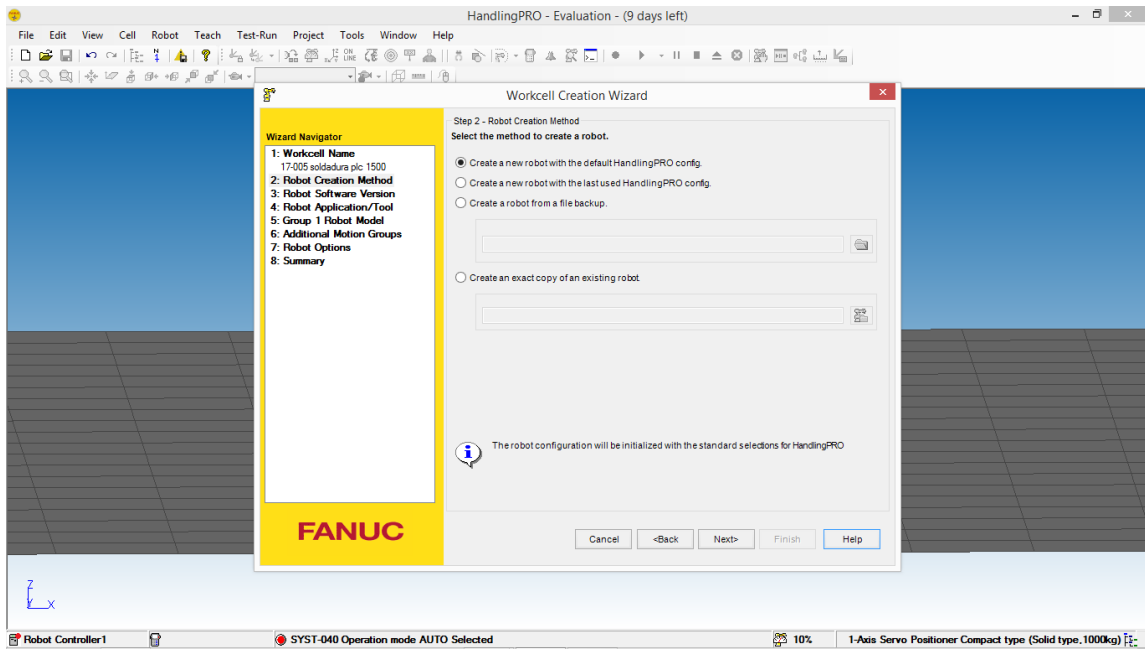 HandlingPRO - Evaluation - (9 days left)
File Edit View Cell Robot Teach Test-Run Project Tools Window Help
Workcell Creation Wizard
Wizard Navigator
1: Workcell Name
17-005 soldadura plc 1500
2: Robot Creation Method
3: Robot Software Version
4: Robot Application/Tool
5: Group 1 Robot Model
6: Additional Motion Groups
7: Robot Options
8: Summary
FANUC
Step 2 - Robot Creation Method
Select the method to create a robot.
Create a new robot with the default HandlingPRO config.
Create a new robot with the last used HandlingPRO config.
Create a robot from a file backup.
Create an exact copy of an existing robot.
The robot configuration will be initialized with the standard selections for HandlingPRO
Cancel <Back Next> Finish Help
Z
Y X
Robot Controller1 SYST-040 Operation mode AUTO Selected 10% 1-Axis Servo Positioner Compact type (Solid type,1000kg)